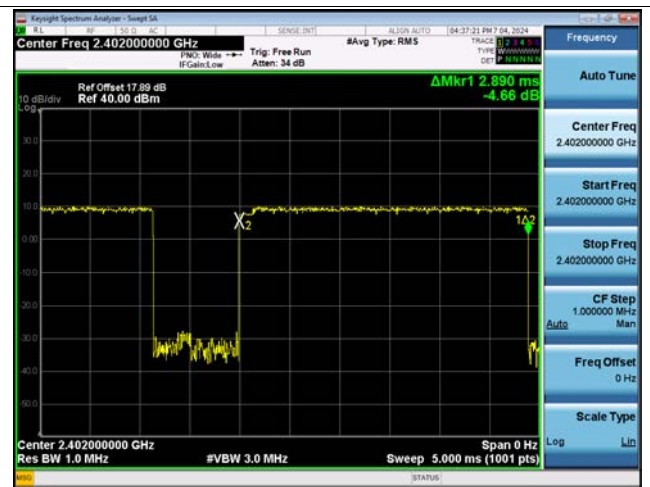 Keysight Spectrum Analyzer - Swept SA
RL RF 50 Ω AC SENSE:INT ALIGN AUTO 04:37:21 PM 7 04, 2024
Center Freq 2.402000000 GHz
PNO: Wide
IFGain:Low
Trig: Free Run
Atten: 34 dB
#Avg Type: RMS
TRACE 1 2 3 4 5 6
TYPE
DET P N N N N N
Ref Offset 17.89 dB
Ref 40.00 dBm
10 dB/div
Log
ΔMkr1 2.890 ms
-4.66 dB
30.0
20.0
10.0
0.00
-10.0
-20.0
-30.0
-40.0
-50.0
X2
1Δ2
Center 2.402000000 GHz
Span 0 Hz
Res BW 1.0 MHz
#VBW 3.0 MHz
Sweep 5.000 ms (1001 pts)
MSG
STATUS
Frequency
Auto Tune
Center Freq
2.402000000 GHz
Start Freq
2.402000000 GHz
Stop Freq
2.402000000 GHz
CF Step
1.000000 MHz
Auto Man
Freq Offset
0 Hz
Scale Type
Log Lin